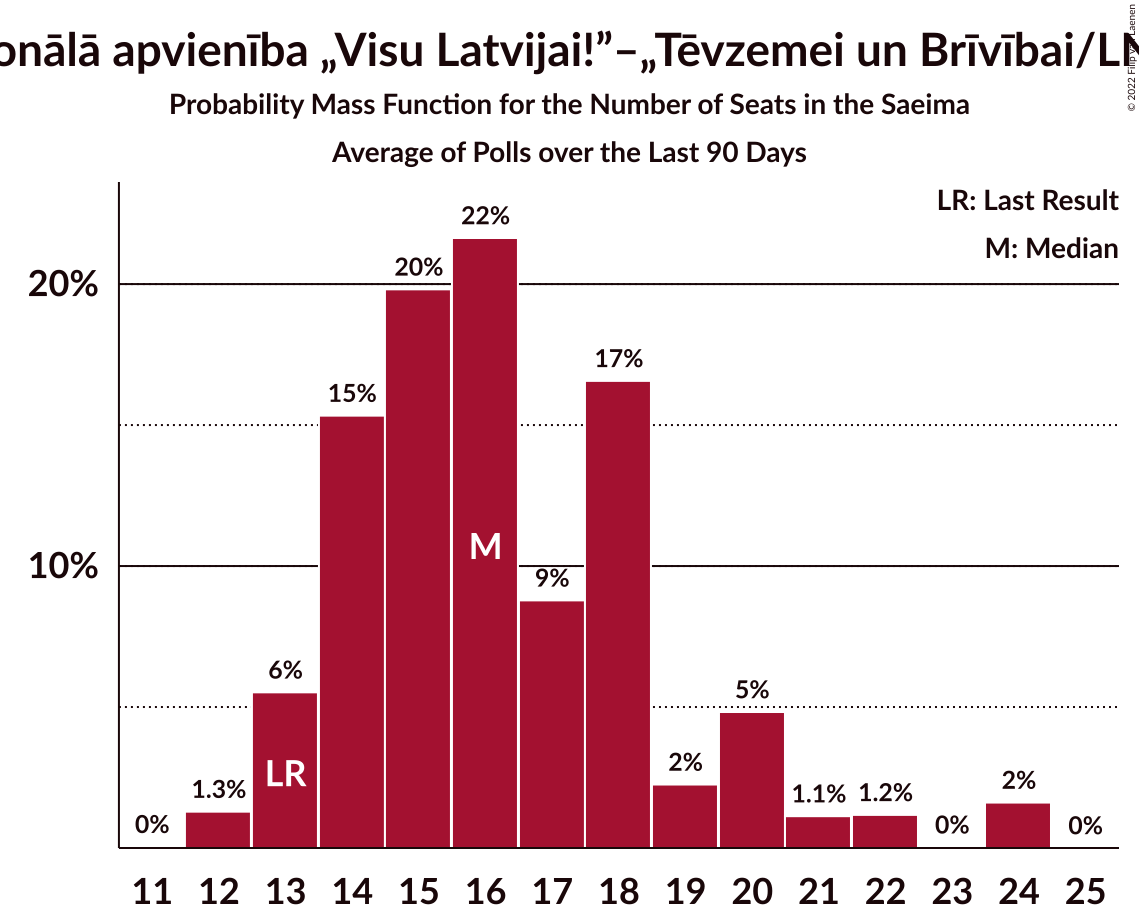 onālā apvienība „Visu Latvijai!”–„Tēvzemei un Brīvībai/LN
© 2022 Filip Laenen
Probability Mass Function for the Number of Seats in the Saeima
Average of Polls over the Last 90 Days
LR: Last Result
M: Median
22%
20%
20%
17%
15%
M
10%
9%
6%
5%
LR
1.3%
2%
1.1%
1.2%
2%
0%
0%
0%
11 12 13 14 15 16 17 18 19 20 21 22 23 24 25